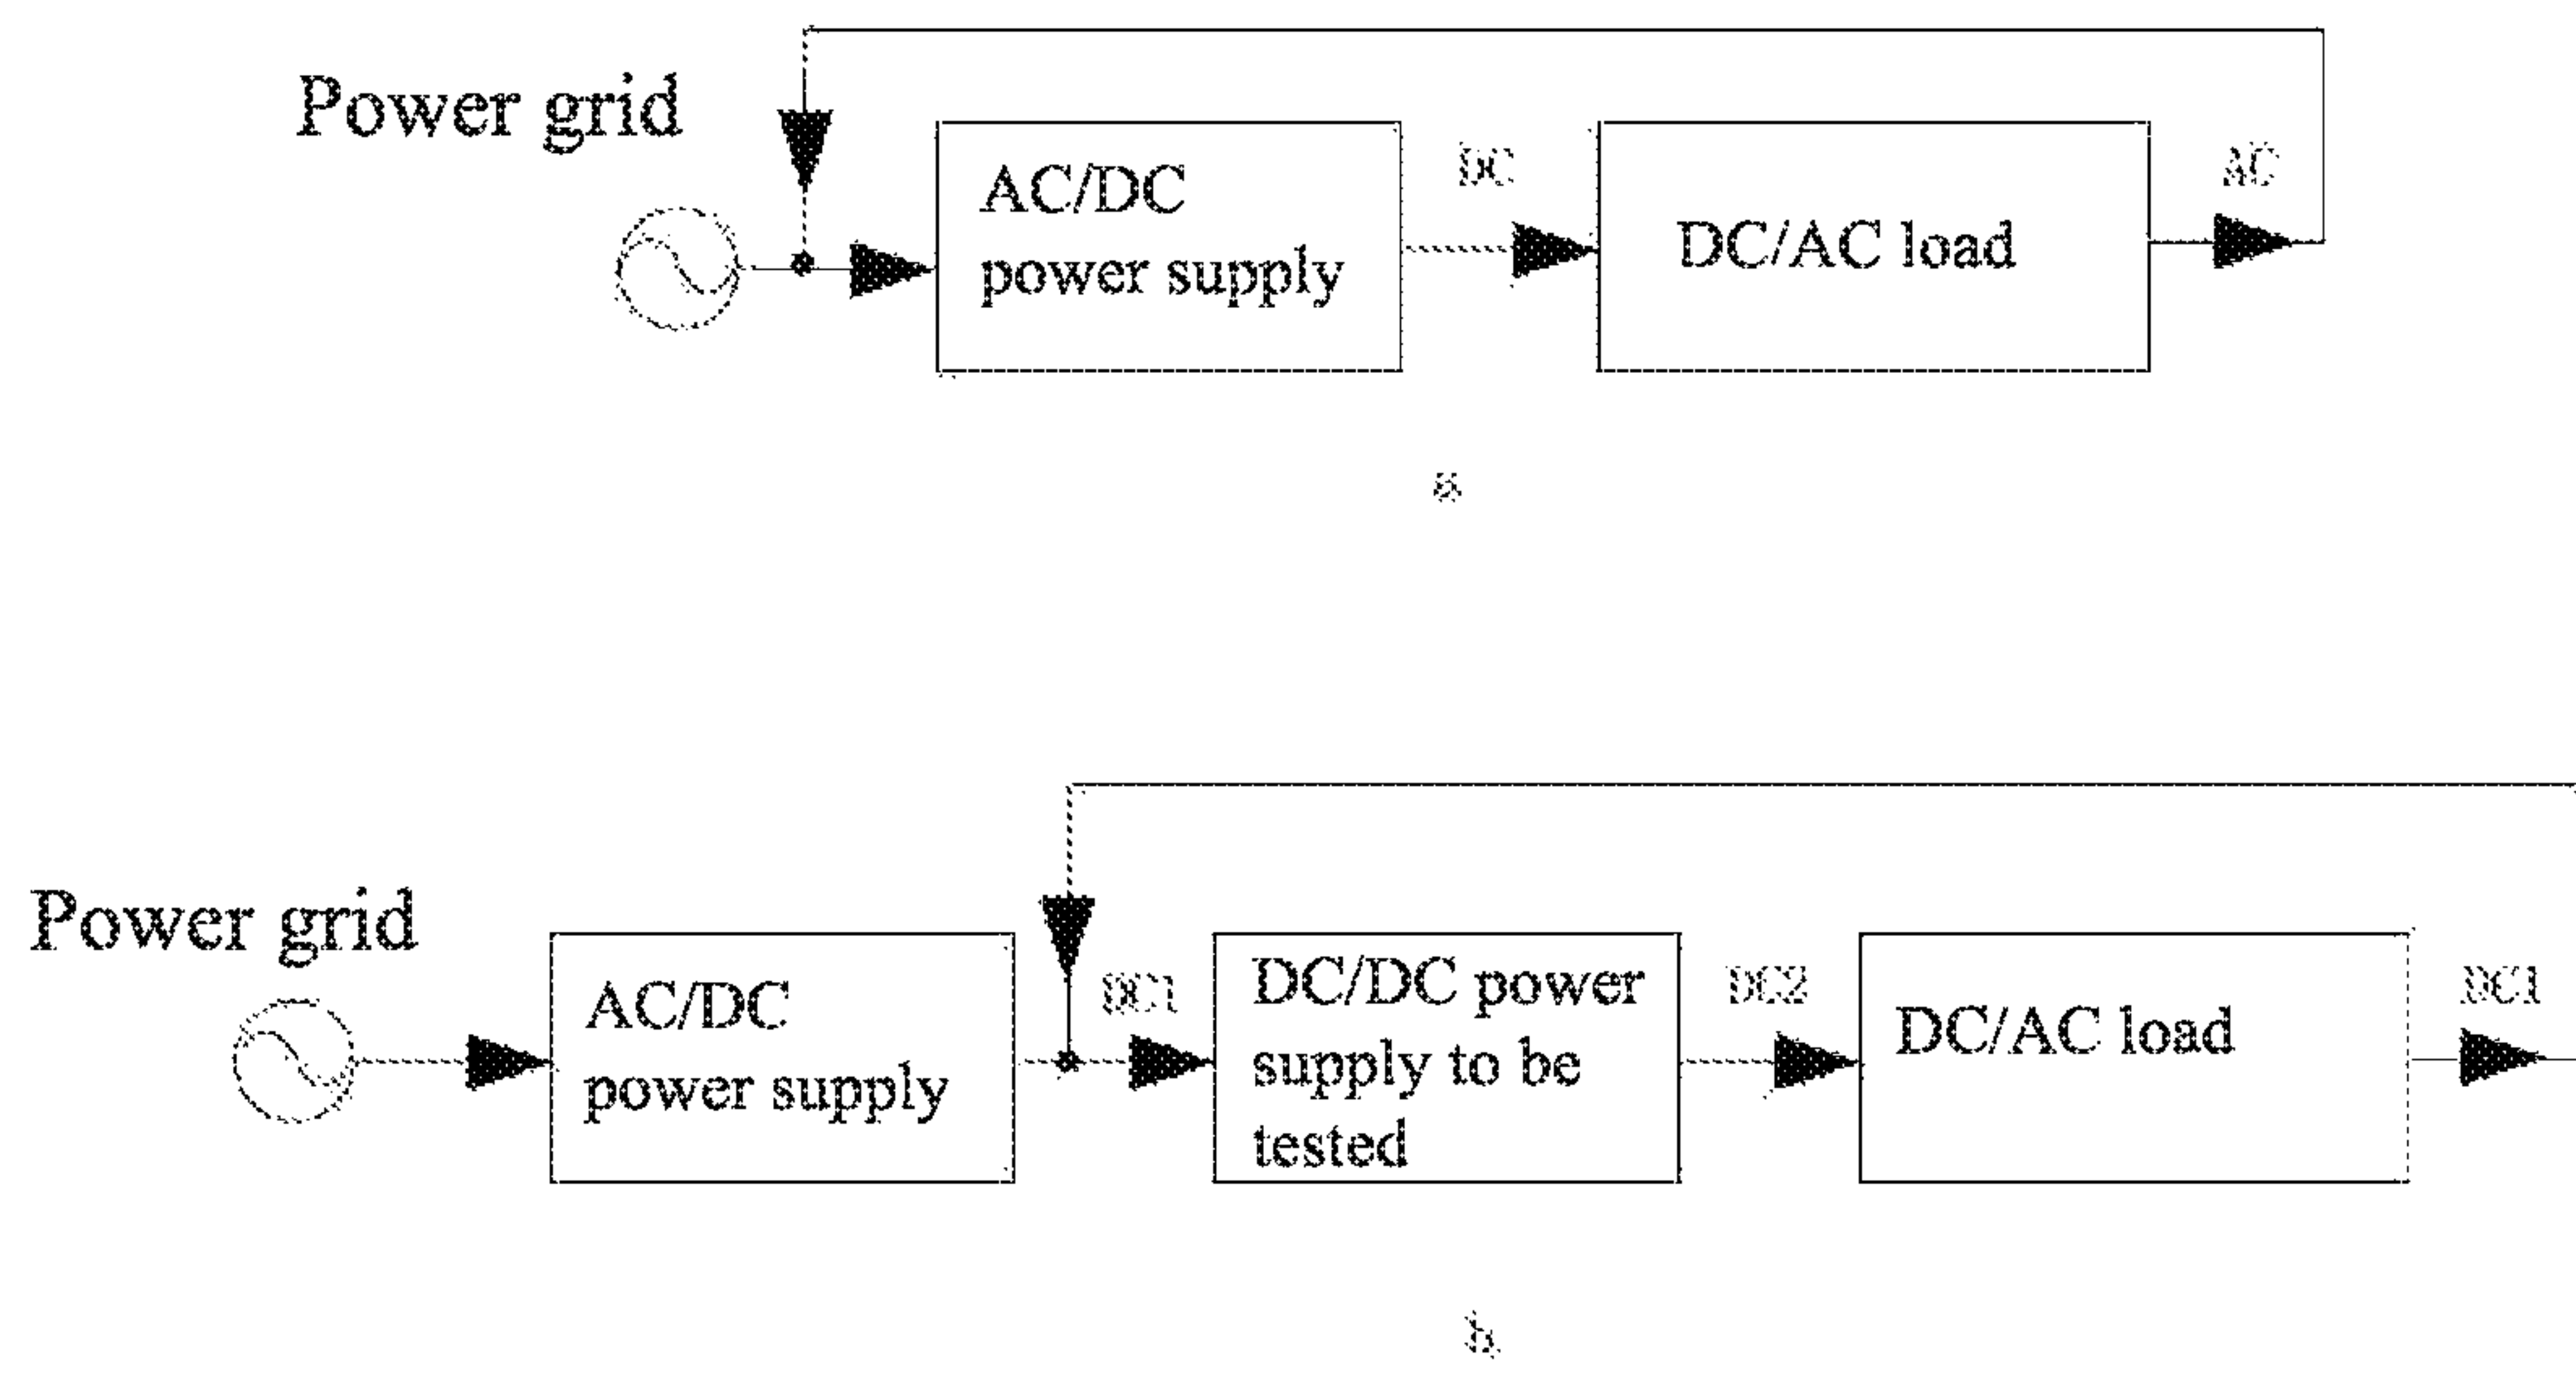 Power grid
AC/DC
power supply
DC
DC/AC load
AC
a
Power grid
AC/DC
power supply
DC1
DC/DC power
supply to be
tested
DC2
DC/AC load
DC1
b